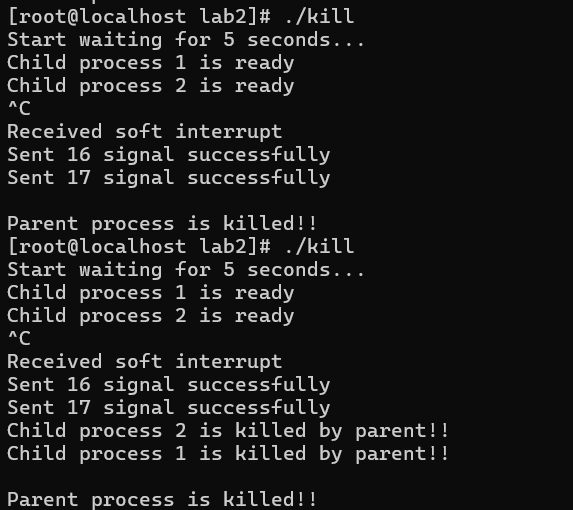 [root@localhost lab2]# ./kill
Start waiting for 5 seconds...
Child process 1 is ready
Child process 2 is ready
^C
Received soft interrupt
Sent 16 signal successfully
Sent 17 signal successfully

Parent process is killed!!
[root@localhost lab2]# ./kill
Start waiting for 5 seconds...
Child process 1 is ready
Child process 2 is ready
^C
Received soft interrupt
Sent 16 signal successfully
Sent 17 signal successfully
Child process 2 is killed by parent!!
Child process 1 is killed by parent!!

Parent process is killed!!